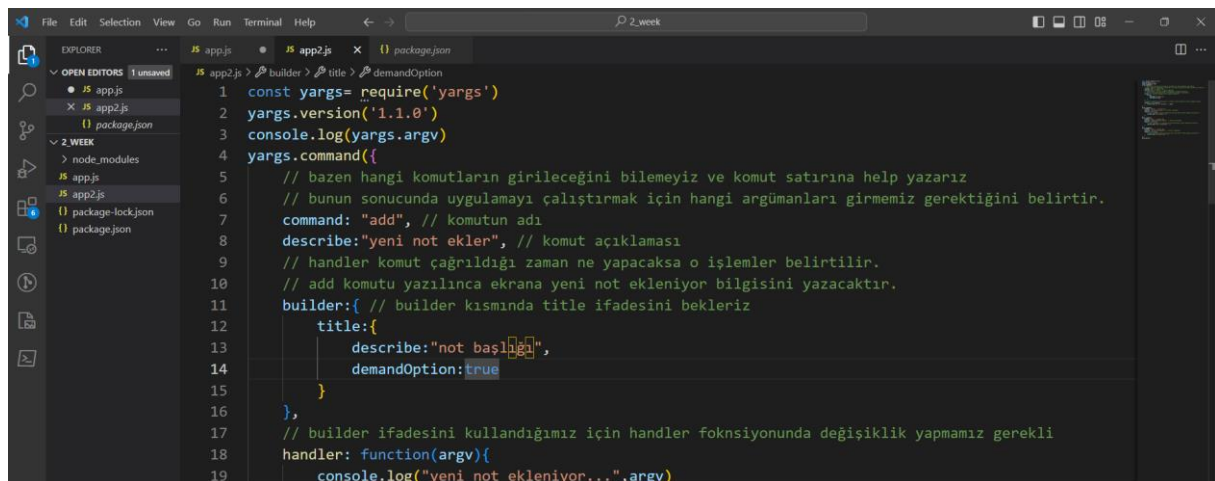 File Edit Selection View Go Run Terminal Help
2_week
EXPLORER
app.js
app2.js
package.json
OPEN EDITORS 1 unsaved
app2.js > builder > title > demandOption
JS app.js
JS app2.js
{} package.json
2_WEEK
node_modules
JS app.js
JS app2.js
{} package-lock.json
{} package.json
1
6
1 const yargs= require('yargs')
2 yargs.version('1.1.0')
3 console.log(yargs.argv)
4 yargs.command({
5 // bazen hangi komutların girileceğini bilemeyiz ve komut satırına help yazarız
6 // bunun sonucunda uygulamayı çalıştırmak için hangi argümanları girmemiz gerektiğini belirtir.
7 command: "add", // komutun adı
8 describe:"yeni not ekler", // komut açıklaması
9 // handler komut çağrıldığı zaman ne yapacaksa o işlemler belirtilir.
10 // add komutu yazılınca ekrana yeni not ekleniyor bilgisini yazacaktır.
11 builder:{ // builder kısmında title ifadesini bekleriz
12 title:{
13 describe:"not başlığı",
14 demandOption:true
15 }
16 },
17 // builder ifadesini kullandığımız için handler foknsiyonunda değişiklik yapmamız gerekli
18 handler: function(argv){
19 console.log("yeni not ekleniyor...",argv)